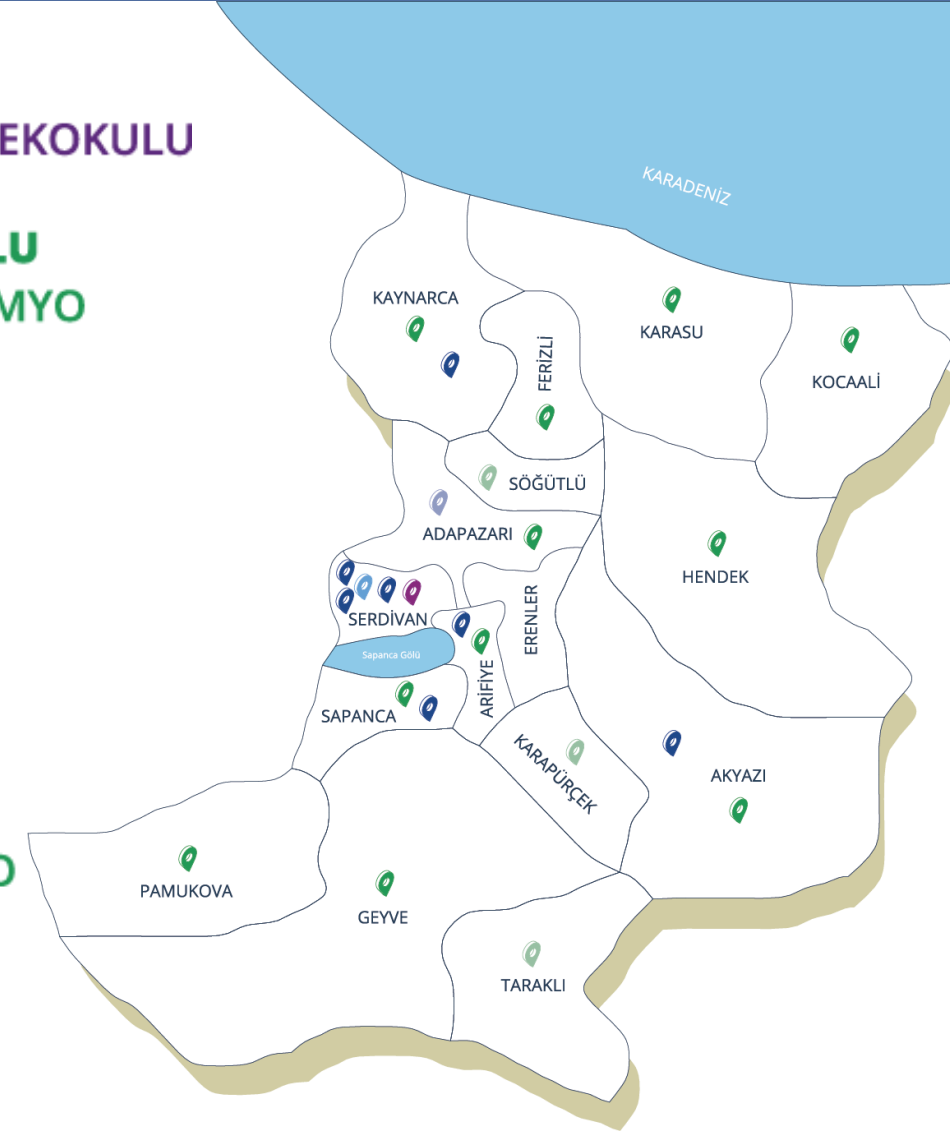 EKOKULU
KARADENİZ
LU
MYO
KAYNARCA
KARASU
FERİZLİ
KOCAALİ
SÖĞÜTLÜ
ADAPAZARI
HENDEK
SERDİVAN
ERENLER
Sapanca Gölü
ARİFİYE
SAPANCA
KARAPÜRÇEK
AKYAZI
O
PAMUKOVA
GEYVE
TARAKLI